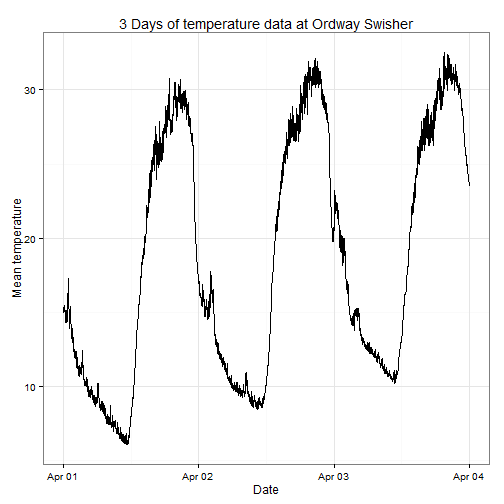 3 Days of temperature data at Ordway Swisher
30
20
10
Mean temperature
Apr 01 Apr 02 Apr 03 Apr 04
Date